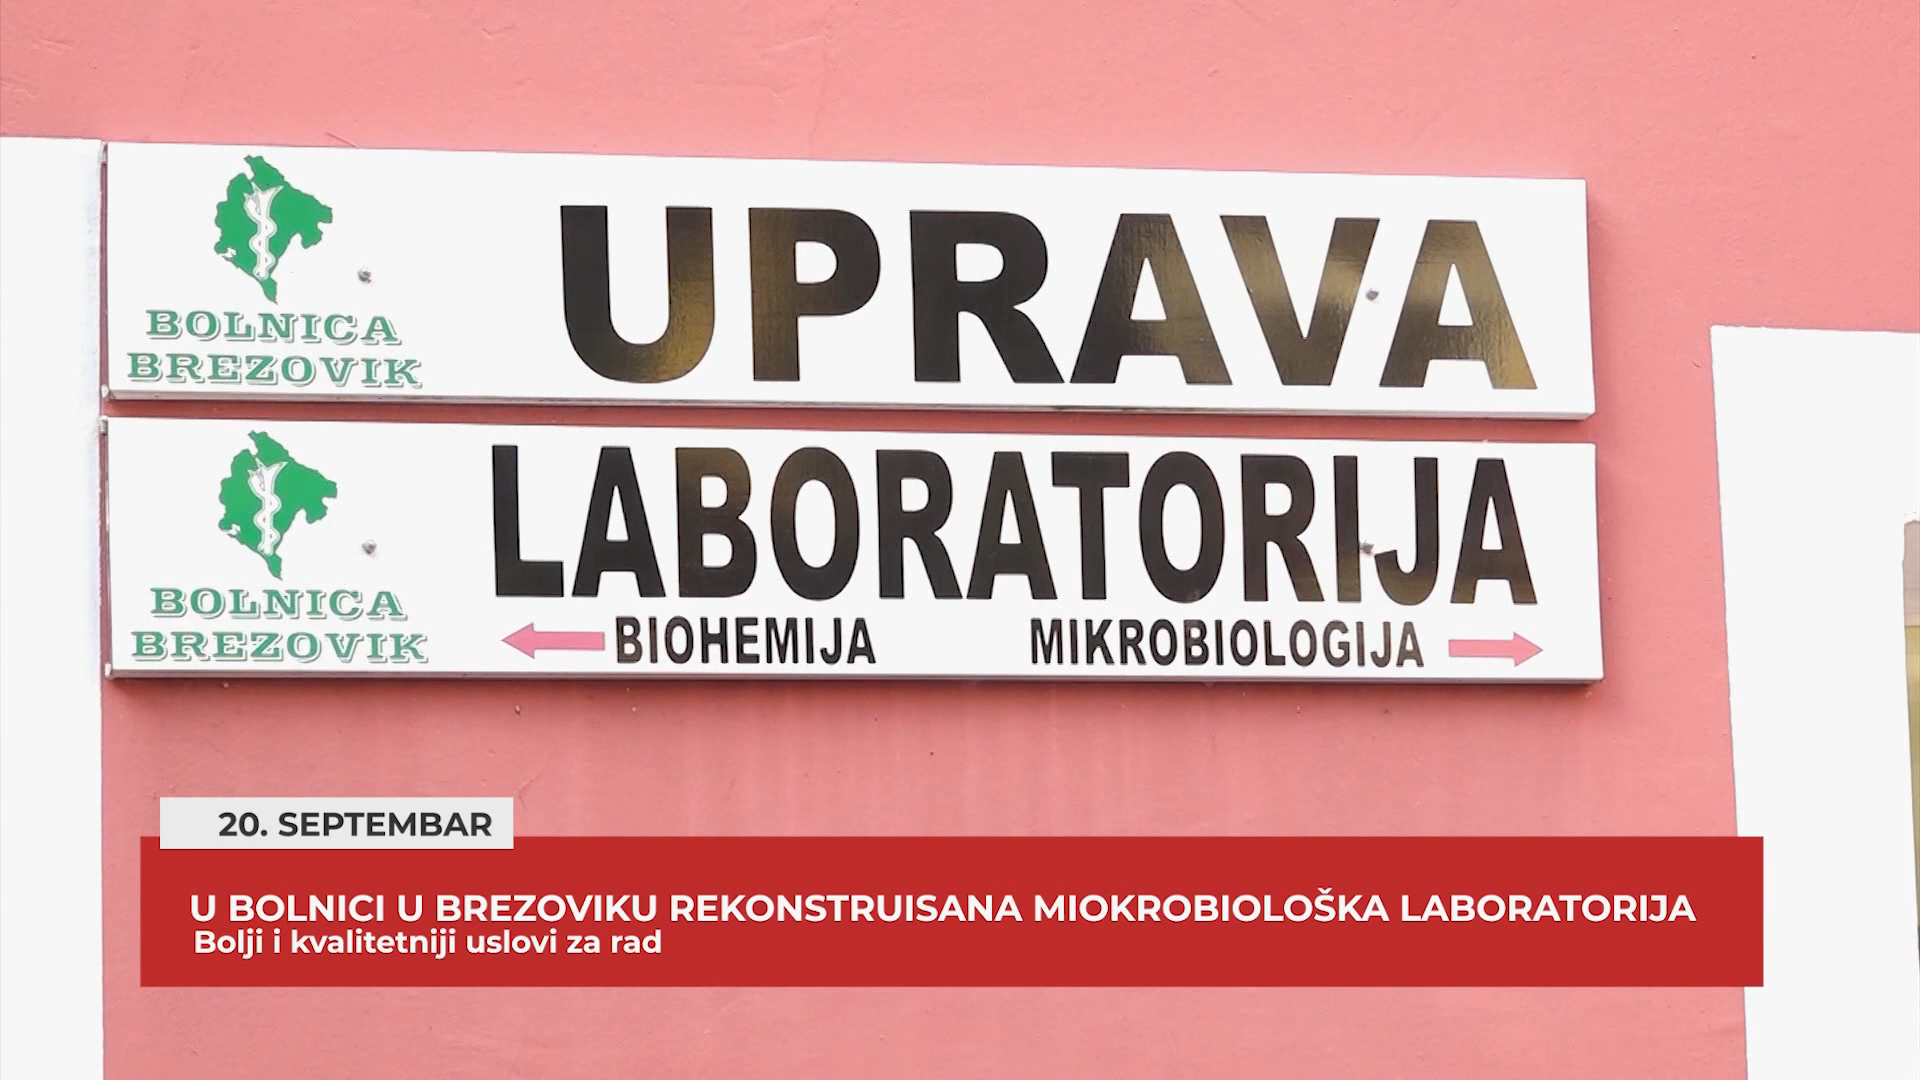 BOLNICA
BREZOVIK
UPRAVA
BOLNICA
BREZOVIK
LABORATORIJA
BIOHEMIJA MIKROBIOLOGIJA
20. SEPTEMBAR
U BOLNICI U BREZOVIKU REKONSTRUISANA MIOKROBIOLOŠKA LABORATORIJA
Bolji i kvalitetniji uslovi za rad